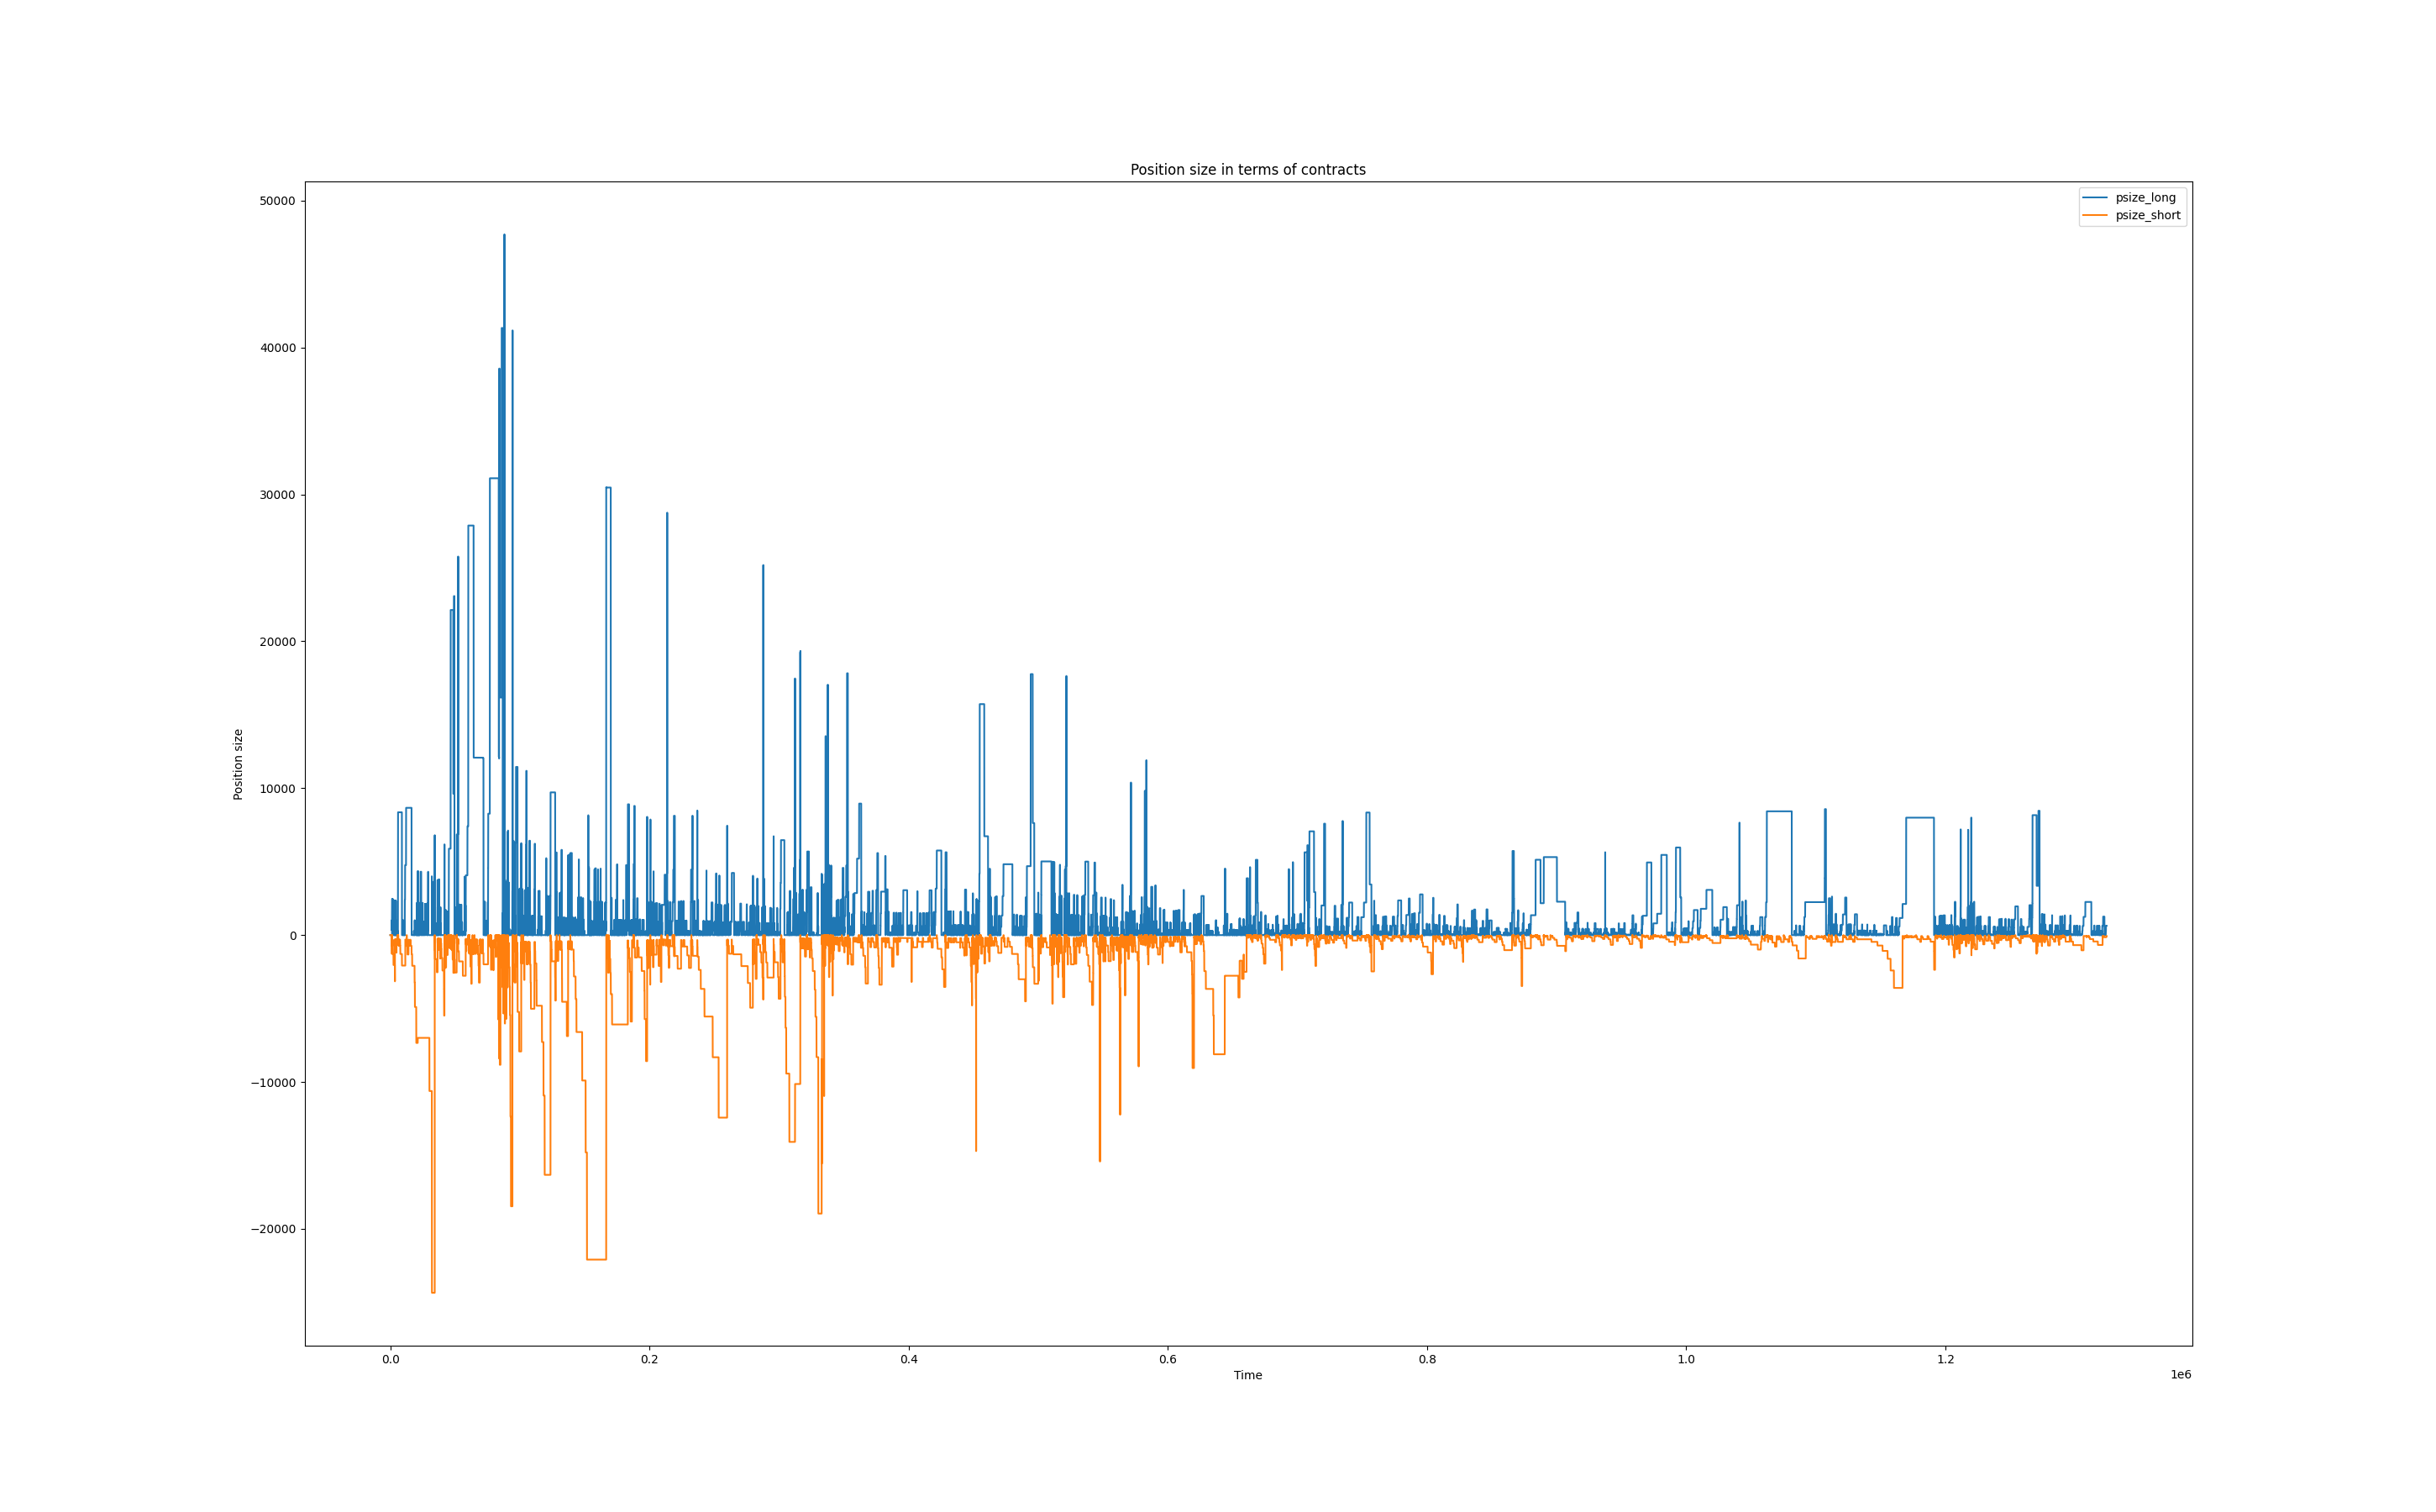 Position size in terms of contracts
psize_long
psize_short
50000
40000
30000
20000
10000
0
−10000
−20000
Position size
0.0
0.2
0.4
0.6
0.8
1.0
1.2
1e6
Time